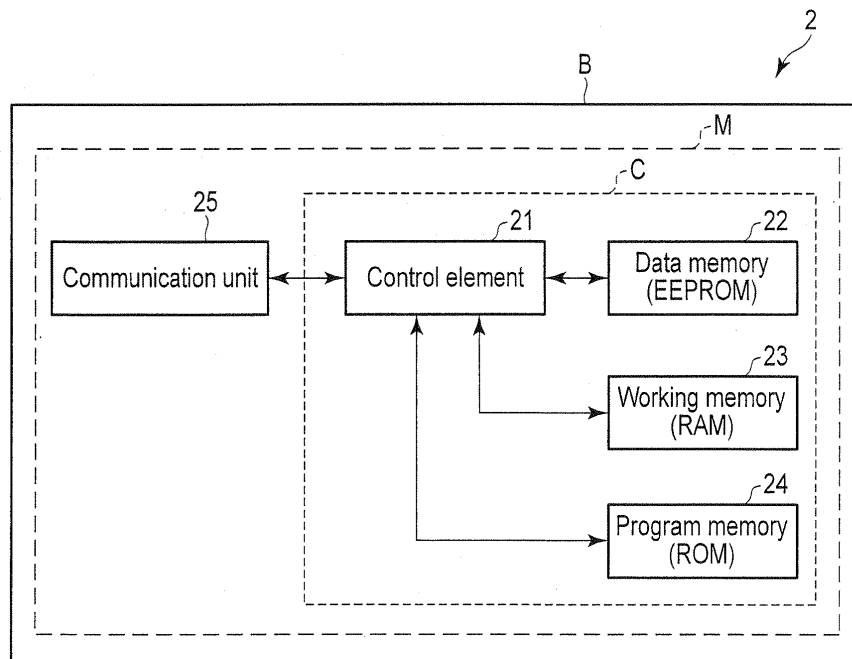 2
B
M
C
25
Communication unit
21
Control element
22
Data memory
(EEPROM)
23
Working memory
(RAM)
24
Program memory
(ROM)